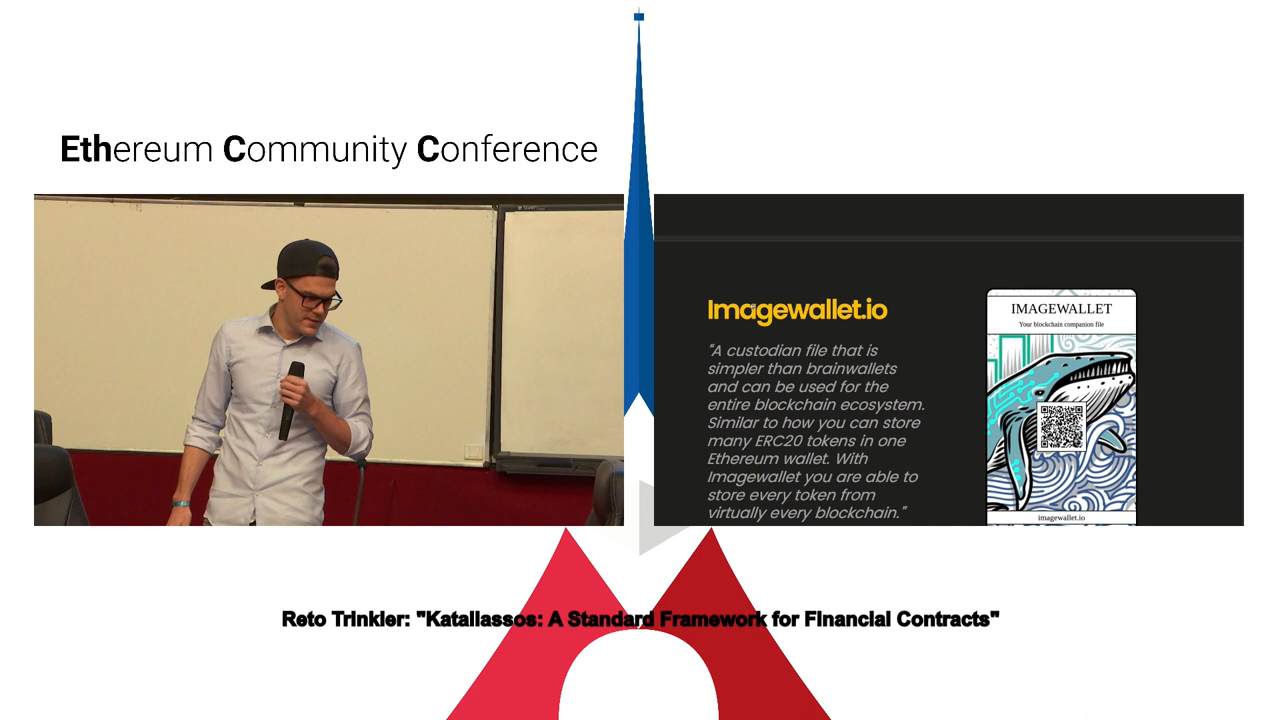 Ethereum Community Conference
Imagewallet.io
"A custodian file that is
simpler than brainwallets
and can be used for the
entire blockchain ecosystem.
Similar to how you can store
many ERC20 tokens in one
Ethereum wallet. With
Imagewallet you are able to
store every token from
virtually every blockchain."
IMAGEWALLET
Your blockchain companion file
imagewallet.io
Reto Trinkler: "Katallassos: A Standard Framework for Financial Contracts"